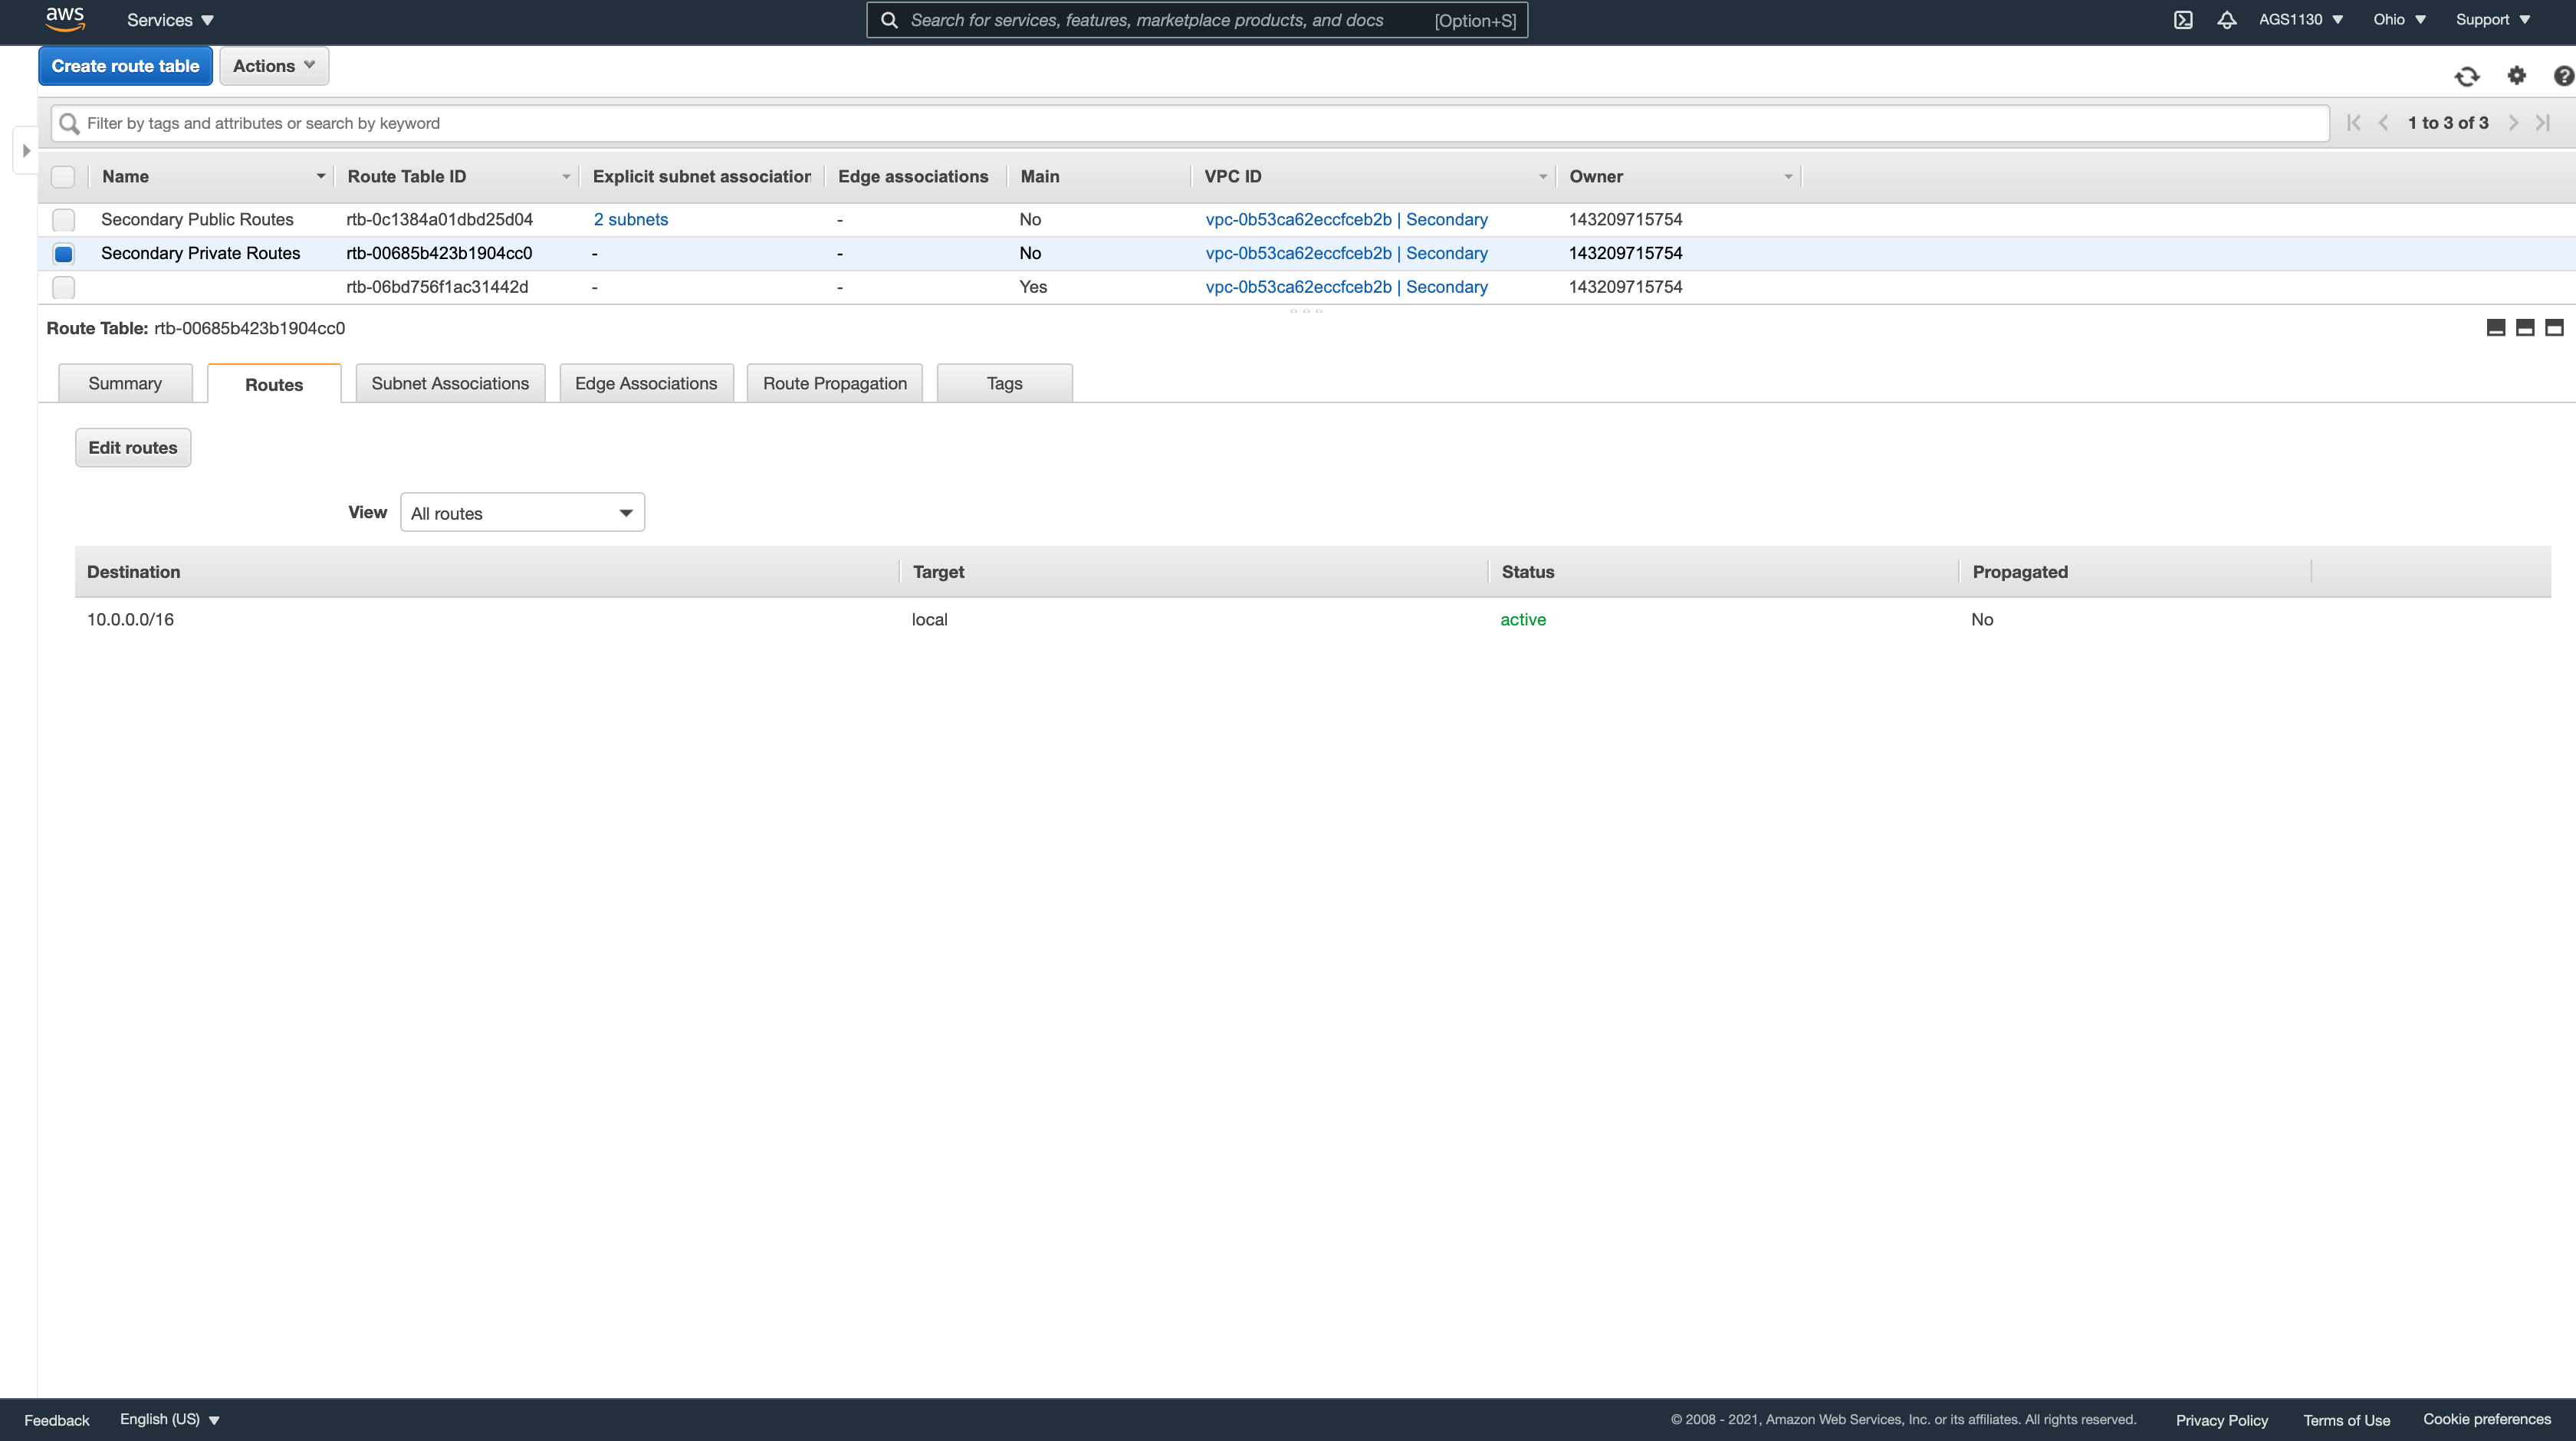 aws Services Search for services, features, marketplace products, and docs [Option+S] AGS1130 Ohio Support
Create route table Actions
Filter by tags and attributes or search by keyword 1 to 3 of 3
Name Route Table ID Explicit subnet association Edge associations Main VPC ID Owner
Secondary Public Routes rtb-0c1384a01dbd25d04 2 subnets - No vpc-0b53ca62eccfceb2b | Secondary 143209715754
Secondary Private Routes rtb-00685b423b1904cc0 - - No vpc-0b53ca62eccfceb2b | Secondary 143209715754
rtb-06bd756f1ac31442d - - Yes vpc-0b53ca62eccfceb2b | Secondary 143209715754
Route Table: rtb-00685b423b1904cc0
Summary Routes Subnet Associations Edge Associations Route Propagation Tags
Edit routes
View All routes
Destination Target Status Propagated
10.0.0.0/16 local active No
Feedback English (US) © 2008 - 2021, Amazon Web Services, Inc. or its affiliates. All rights reserved. Privacy Policy Terms of Use Cookie preferences